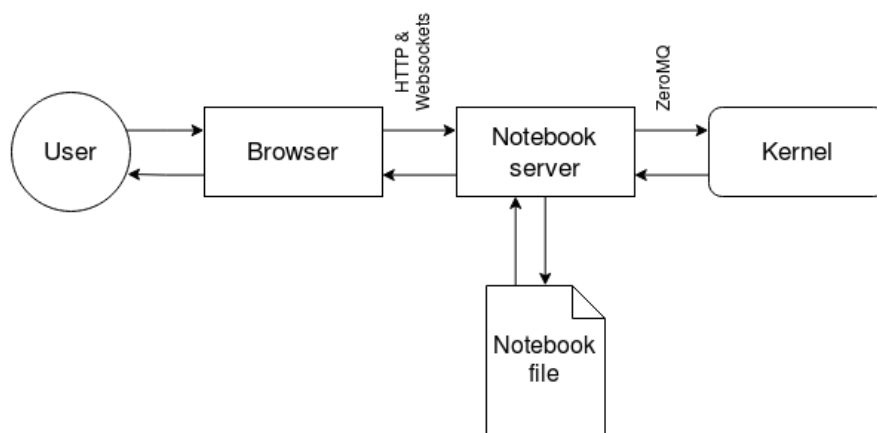 HTTP &
Websockets
ZeroMQ
User
Browser
Notebook
server
Kernel
Notebook
file